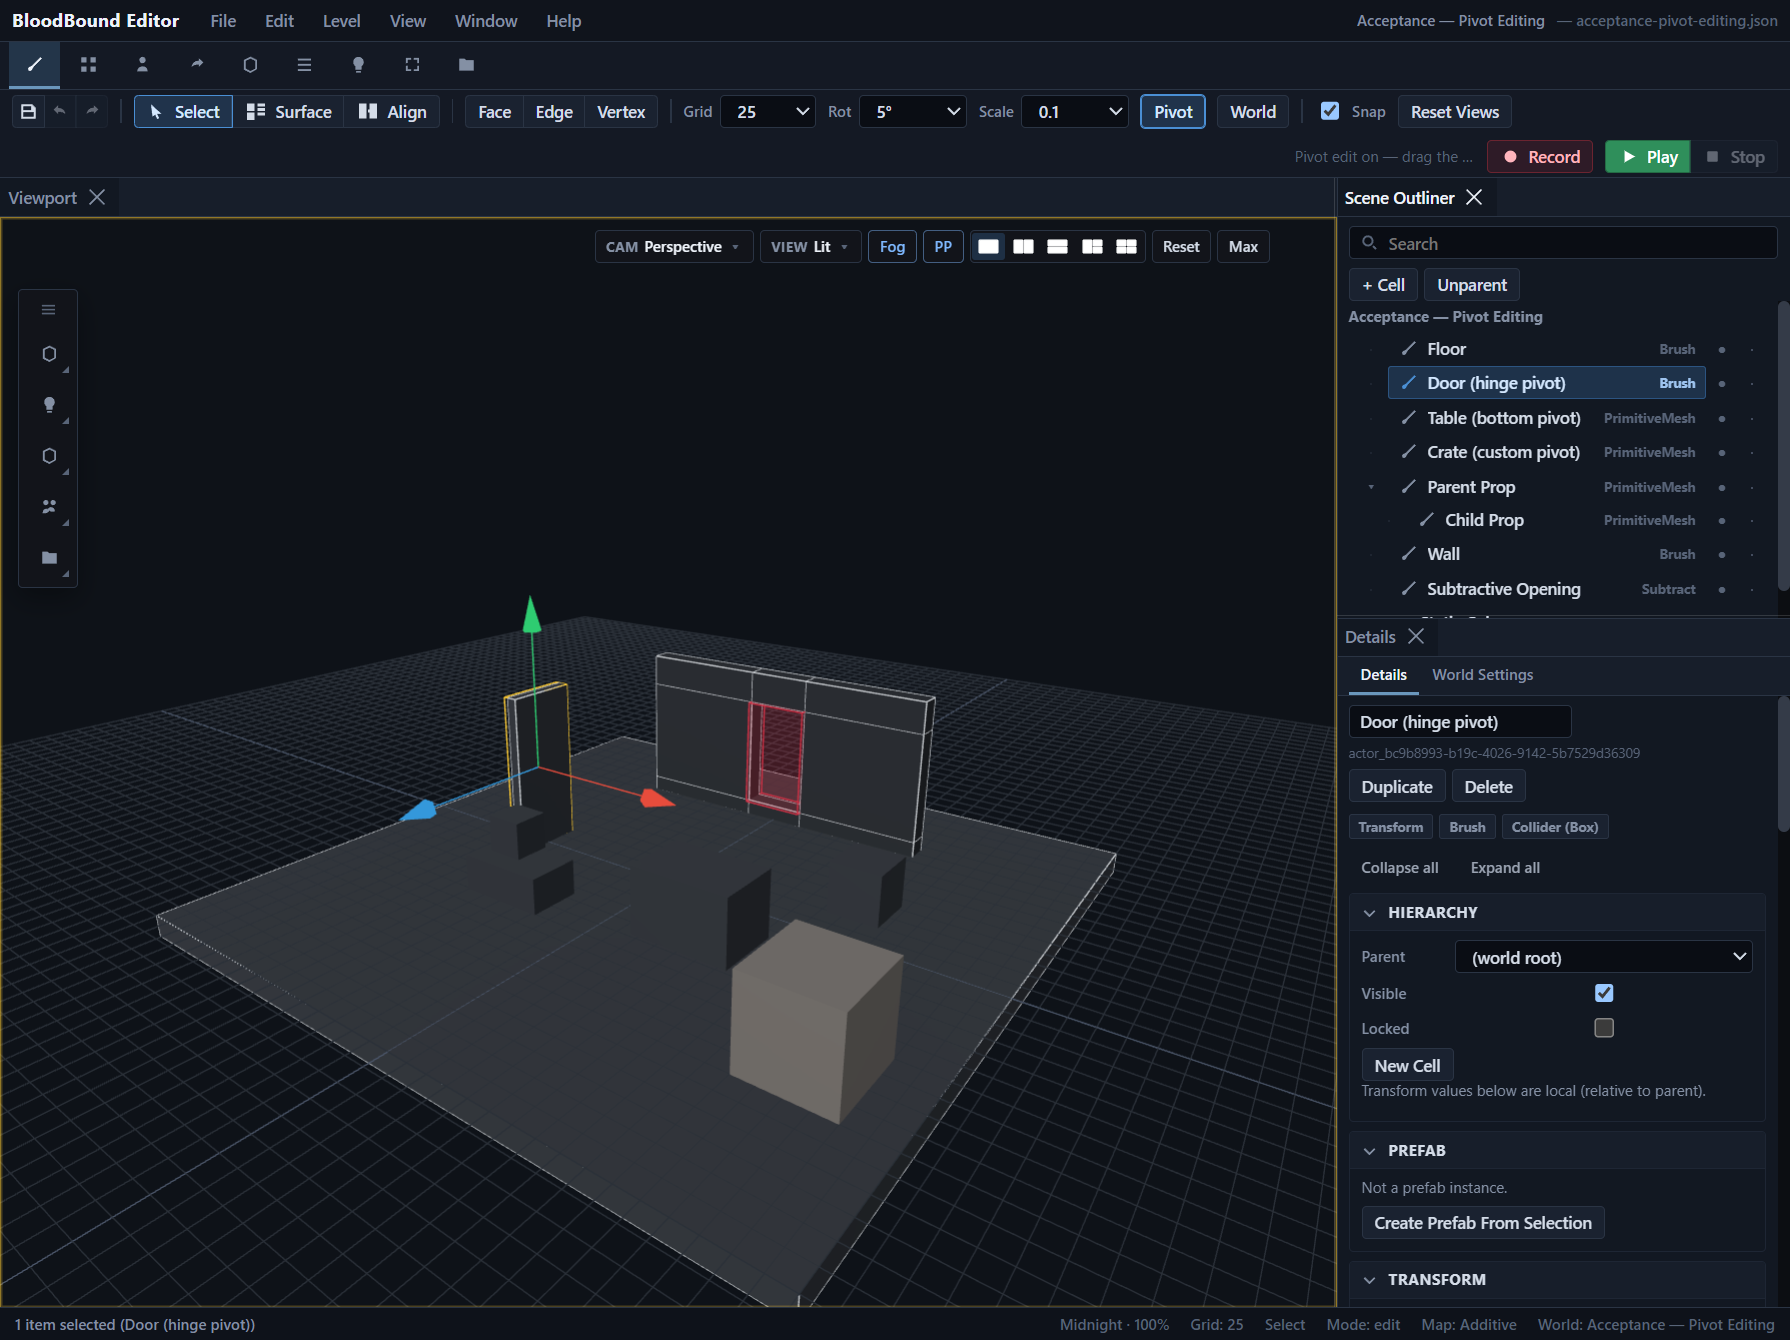 BloodBound Editor File Edit Level View Window Help Acceptance — Pivot Editing — acceptance-pivot-editing.json
Select Surface Align Face Edge Vertex Grid 25 Rot 5° Scale 0.1 Pivot World Snap Reset Views
Pivot edit on — drag the ... Record Play Stop
Viewport
CAM Perspective VIEW Lit Fog PP Reset Max
Scene Outliner
Search
+ Cell Unparent
Acceptance — Pivot Editing
Floor Brush
Door (hinge pivot) Brush
Table (bottom pivot) PrimitiveMesh
Crate (custom pivot) PrimitiveMesh
Parent Prop PrimitiveMesh
Child Prop PrimitiveMesh
Wall Brush
Subtractive Opening Subtract
Details
Details World Settings
Door (hinge pivot)
actor_bc9b8993-b19c-4026-9142-5b7529d36309
Duplicate Delete
Transform Brush Collider (Box)
Collapse all Expand all
HIERARCHY
Parent (world root)
Visible
Locked
New Cell
Transform values below are local (relative to parent).
PREFAB
Not a prefab instance.
Create Prefab From Selection
TRANSFORM
1 item selected (Door (hinge pivot)) Midnight · 100% Grid: 25 Select Mode: edit Map: Additive World: Acceptance — Pivot Editing